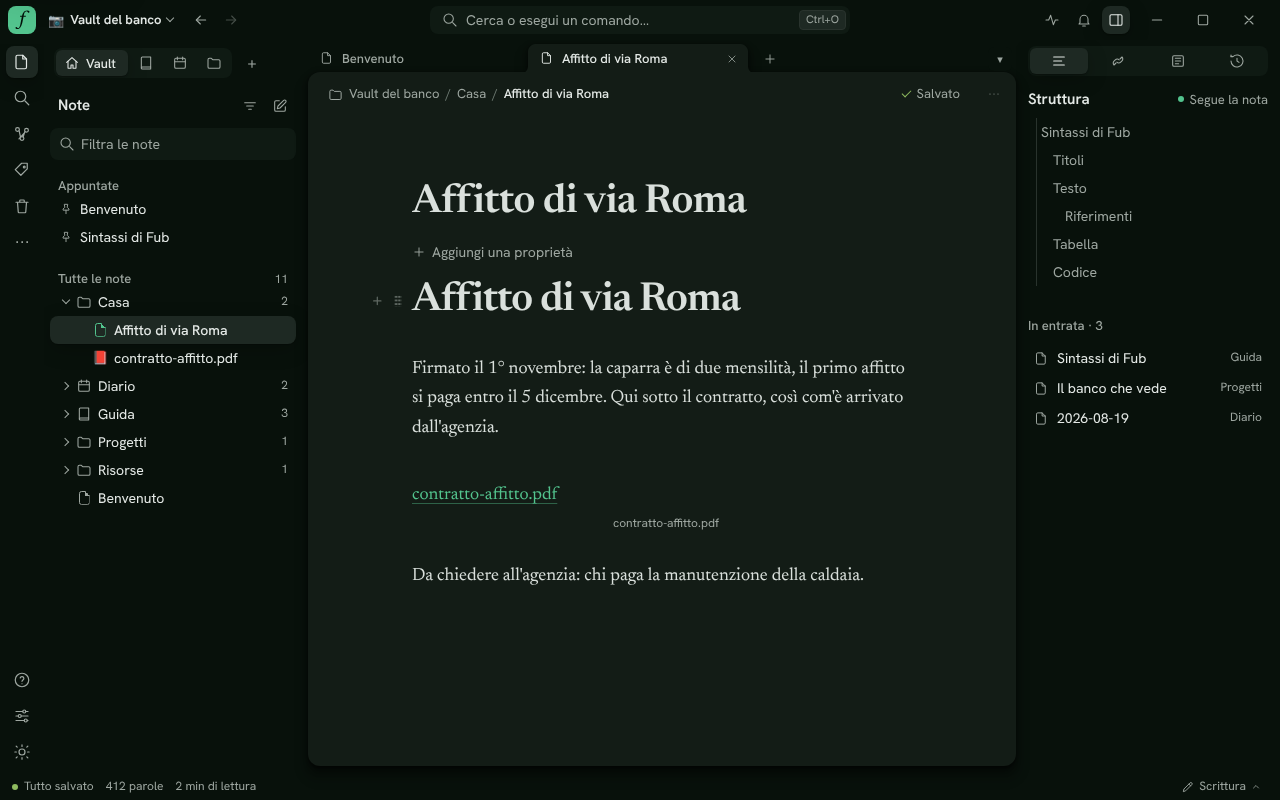 Vault del banco
Cerca o esegui un comando...
Ctrl+O
Vault
Benvenuto
Affitto di via Roma
Note
Filtra le note
Appuntate
Benvenuto
Sintassi di Fub
Tutte le note 11
Casa 2
Affitto di via Roma
contratto-affitto.pdf
Diario 2
Guida 3
Progetti 1
Risorse 1
Benvenuto
Vault del banco / Casa / Affitto di via Roma
Salvato
Affitto di via Roma
Aggiungi una proprietà
Affitto di via Roma
Firmato il 1° novembre: la caparra è di due mensilità, il primo affitto
si paga entro il 5 dicembre. Qui sotto il contratto, così com'è arrivato
dall'agenzia.
contratto-affitto.pdf
contratto-affitto.pdf
Da chiedere all'agenzia: chi paga la manutenzione della caldaia.
Struttura
Segue la nota
Sintassi di Fub
Titoli
Testo
Riferimenti
Tabella
Codice
In entrata · 3
Sintassi di Fub Guida
Il banco che vede Progetti
2026-08-19 Diario
Tutto salvato 412 parole 2 min di lettura
Scrittura